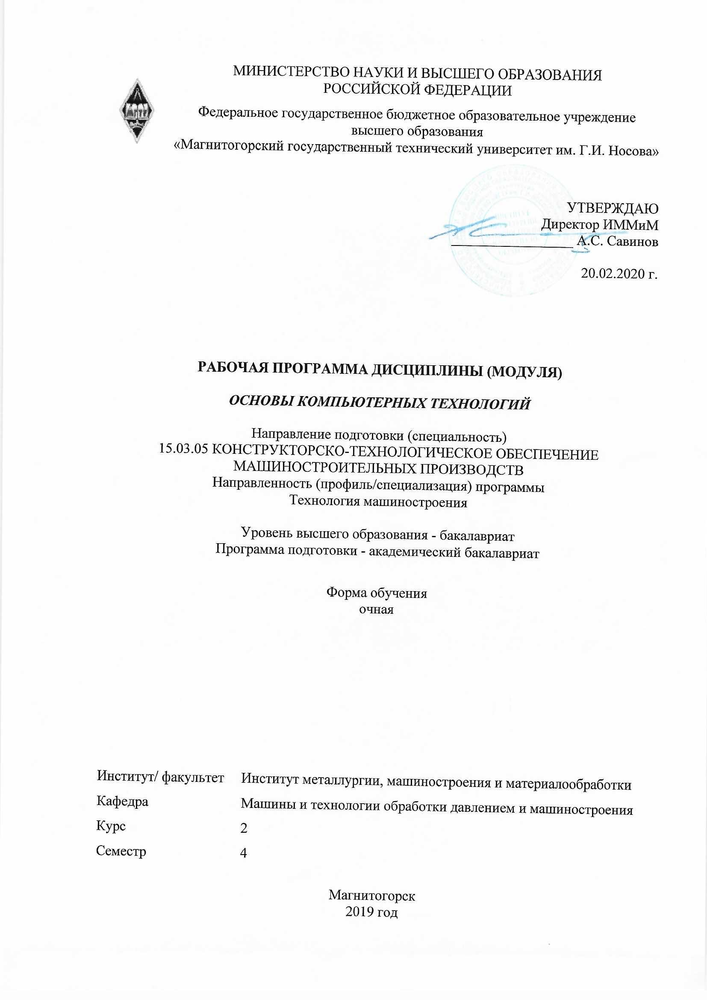 МИНИСТЕРСТВО НАУКИ И ВЫСШЕГО ОБРАЗОВАНИЯ
РОССИЙСКОЙ ФЕДЕРАЦИИ
Федеральное государственное бюджетное образовательное учреждение
высшего образования
«Магнитогорский государственный технический университет им. Г.И. Носова»
УТВЕРЖДАЮ
Директор ИММиМ
А.С. Савинов
20.02.2020 г.
РАБОЧАЯ ПРОГРАММА ДИСЦИПЛИНЫ (МОДУЛЯ)
ОСНОВЫ КОМПЬЮТЕРНЫХ ТЕХНОЛОГИЙ
Направление подготовки (специальность)
15.03.05 КОНСТРУКТОРСКО-ТЕХНОЛОГИЧЕСКОЕ ОБЕСПЕЧЕНИЕ
МАШИНОСТРОИТЕЛЬНЫХ ПРОИЗВОДСТВ
Направленность (профиль/специализация) программы
Технология машиностроения
Уровень высшего образования - бакалавриат
Программа подготовки - академический бакалавриат
Форма обучения
очная
Институт/ факультет Институт металлургии, машиностроения и материалообработки
Кафедра Машины и технологии обработки давлением и машиностроения
Курс 2
Семестр 4
Магнитогорск
2019 год